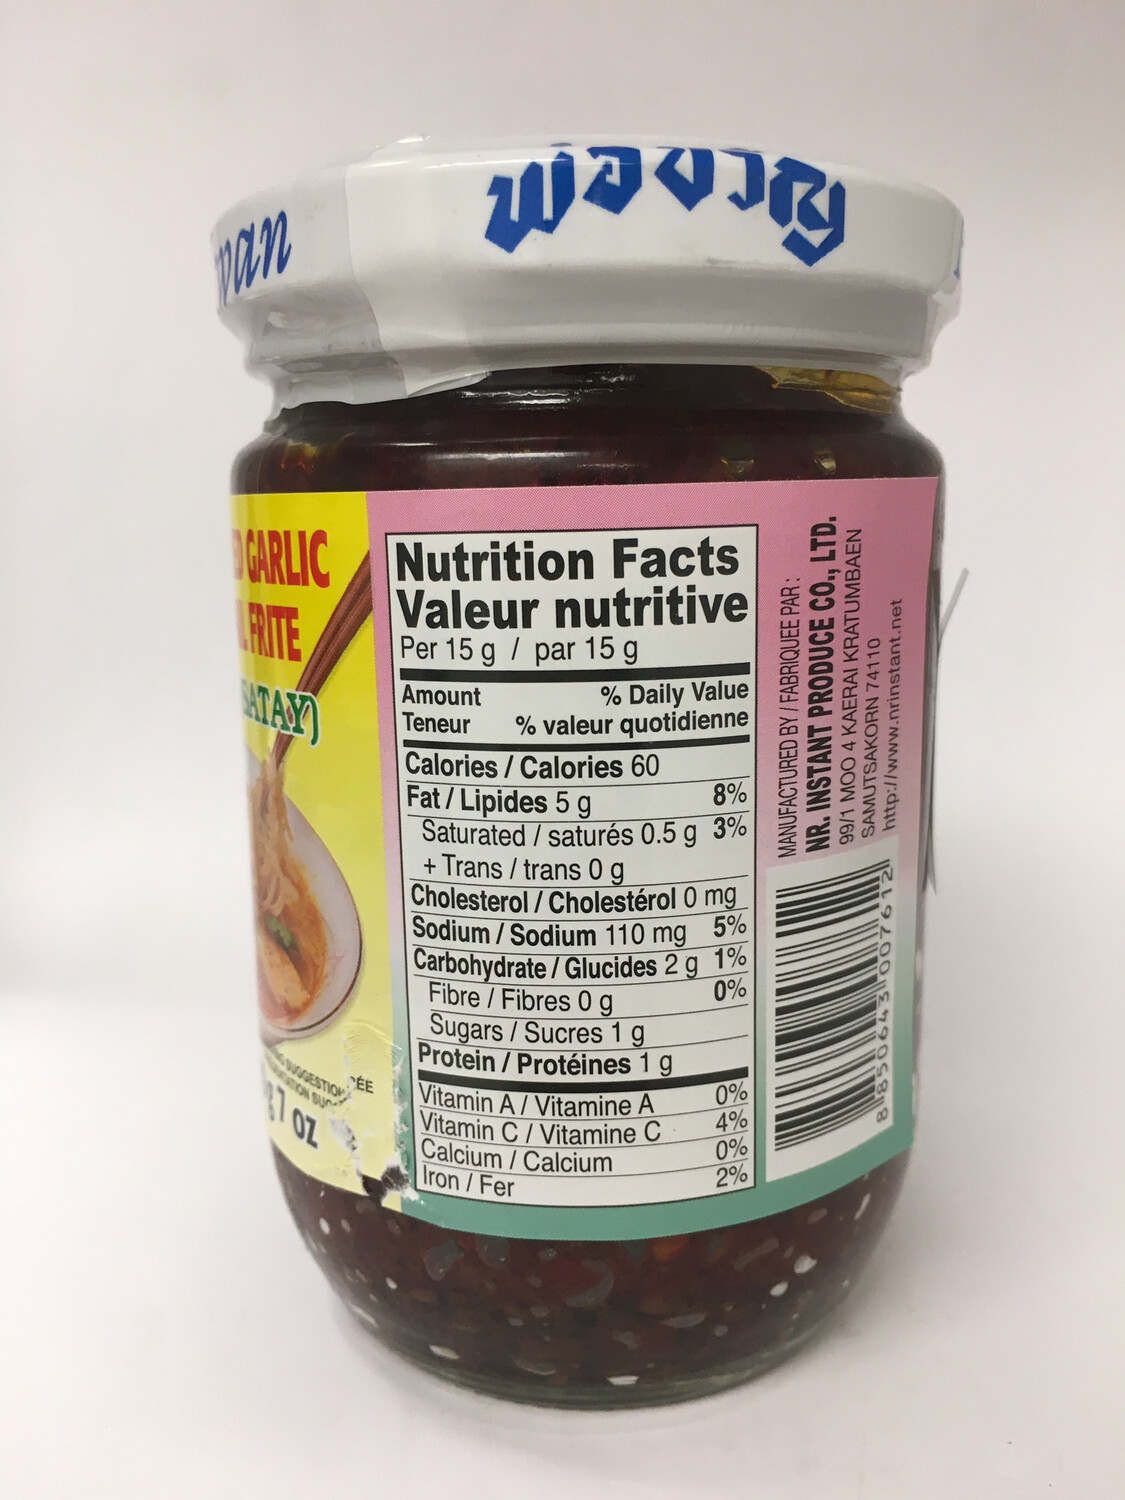 พ่อขวัญ
GARLIC
FRITE
SATAY)
SUGGESTION
7 OZ
Nutrition Facts
Valeur nutritive
Per 15 g / par 15 g
Amount % Daily Value
Teneur % valeur quotidienne
Calories / Calories 60
Fat / Lipides 5 g 8%
Saturated / saturés 0.5 g 3%
+ Trans / trans 0 g
Cholesterol / Cholestérol 0 mg
Sodium / Sodium 110 mg 5%
Carbohydrate / Glucides 2 g 1%
Fibre / Fibres 0 g 0%
Sugars / Sucres 1 g
Protein / Protéines 1 g
Vitamin A / Vitamine A 0%
Vitamin C / Vitamine C 4%
Calcium / Calcium 0%
Iron / Fer 2%
MANUFACTURED BY / FABRIQUEE PAR :
NR. INSTANT PRODUCE CO., LTD.
99/1 MOO 4 KAERAI KRATUMBAEN
SAMUTSAKORN 74110
http://www.nrinstant.net
8 850643 007612